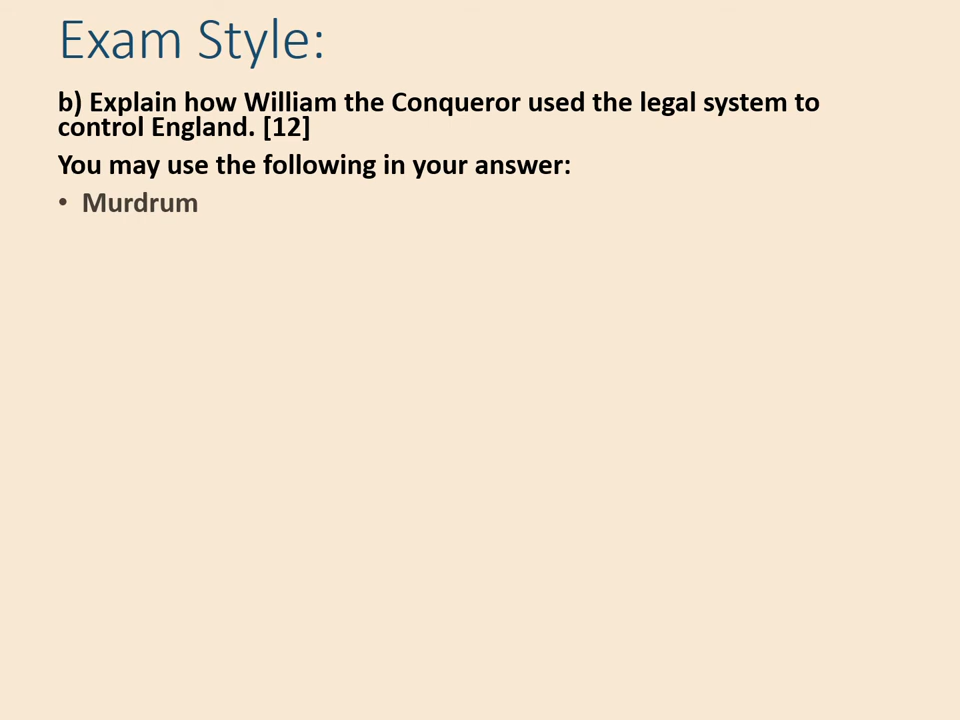 Exam Style:
b) Explain how William the Conqueror used the legal system to
control England. [12]
You may use the following in your answer:
• Murdrum